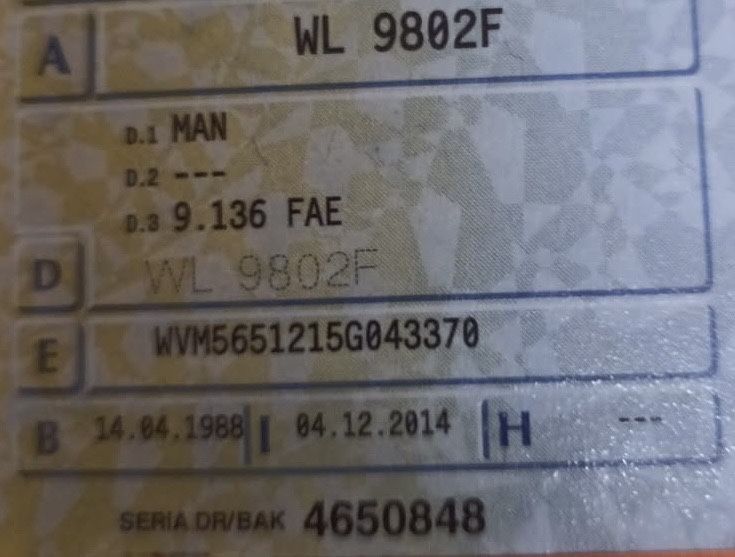 A WL 9802F
D.1 MAN
D.2 ---
D.3 9.136 FAE
D WL 9802F
E WVM5651215G043370
B 14.04.1988 I 04.12.2014 H ---
SERIA DR/BAK 4650848